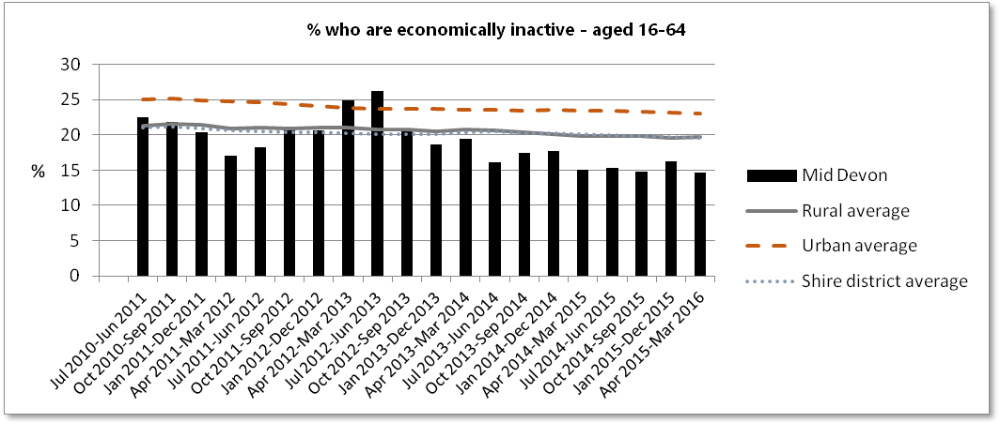 % who are economically inactive - aged 16-64
30
25
20
15
10
5
0
%
Jul 2010-Jun 2011
Oct 2010-Sep 2011
Jan 2011-Dec 2011
Apr 2011-Mar 2012
Jul 2011-Jun 2012
Oct 2011-Sep 2012
Jan 2012-Dec 2012
Apr 2012-Mar 2013
Jul 2012-Jun 2013
Oct 2012-Sep 2013
Jan 2013-Dec 2013
Apr 2013-Mar 2014
Jul 2013-Jun 2014
Oct 2013-Sep 2014
Jan 2014-Dec 2014
Apr 2014-Mar 2015
Jul 2014-Jun 2015
Oct 2014-Sep 2015
Jan 2015-Dec 2015
Apr 2015-Mar 2016
Mid Devon
Rural average
Urban average
Shire district average